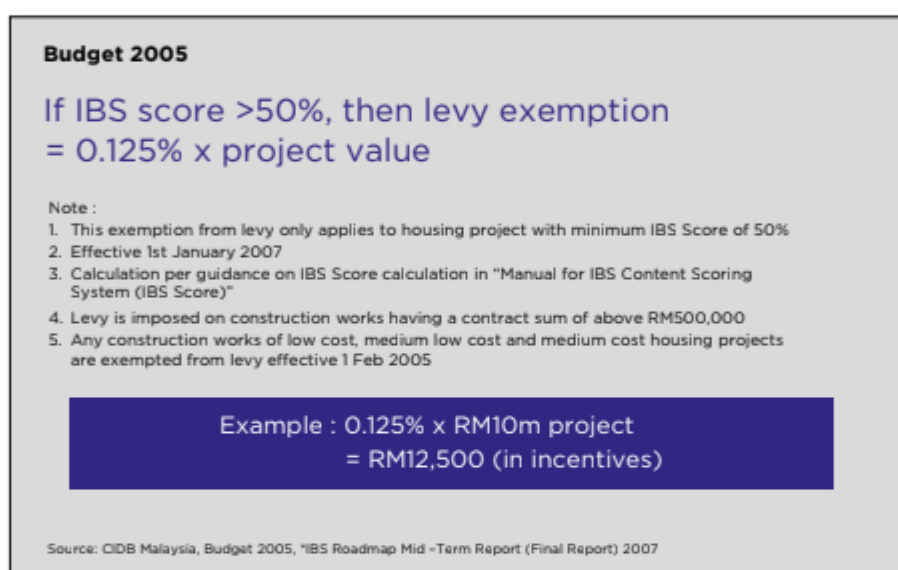 Budget 2005
If IBS score >50%, then levy exemption
= 0.125% x project value
Note :
1. This exemption from levy only applies to housing project with minimum IBS Score of 50%
2. Effective 1st January 2007
3. Calculation per guidance on IBS Score calculation in “Manual for IBS Content Scoring
System (IBS Score)”
4. Levy is imposed on construction works having a contract sum of above RM500,000
5. Any construction works of low cost, medium low cost and medium cost housing projects
are exempted from levy effective 1 Feb 2005
Example : 0.125% x RM10m project
= RM12,500 (in incentives)
Source: CIDB Malaysia, Budget 2005, *IBS Roadmap Mid –Term Report (Final Report) 2007